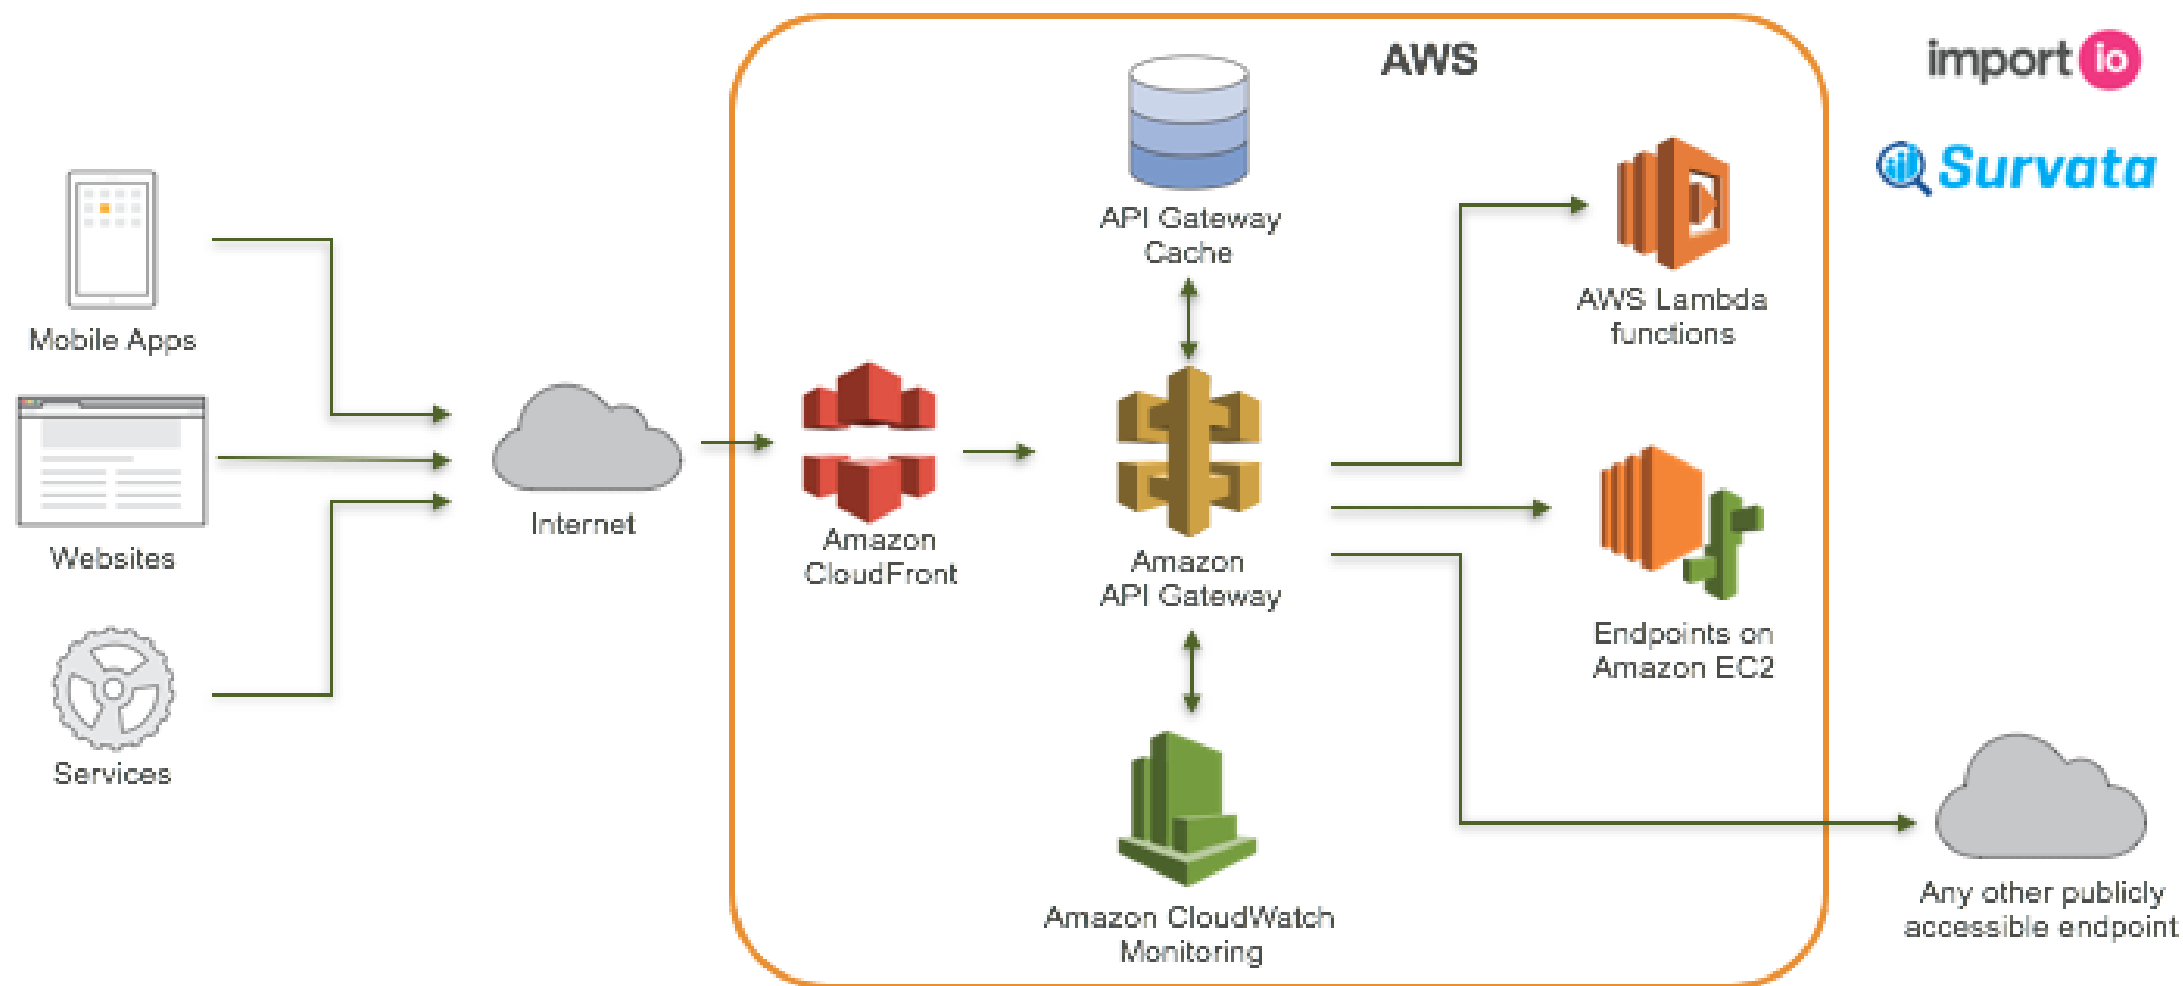 AWS
import io
Survata
API Gateway
Cache
AWS Lambda
functions
Mobile Apps
Internet
Websites
Amazon
CloudFront
Amazon
API Gateway
Endpoints on
Amazon EC2
Services
Amazon CloudWatch
Monitoring
Any other publicly
accessible endpoint